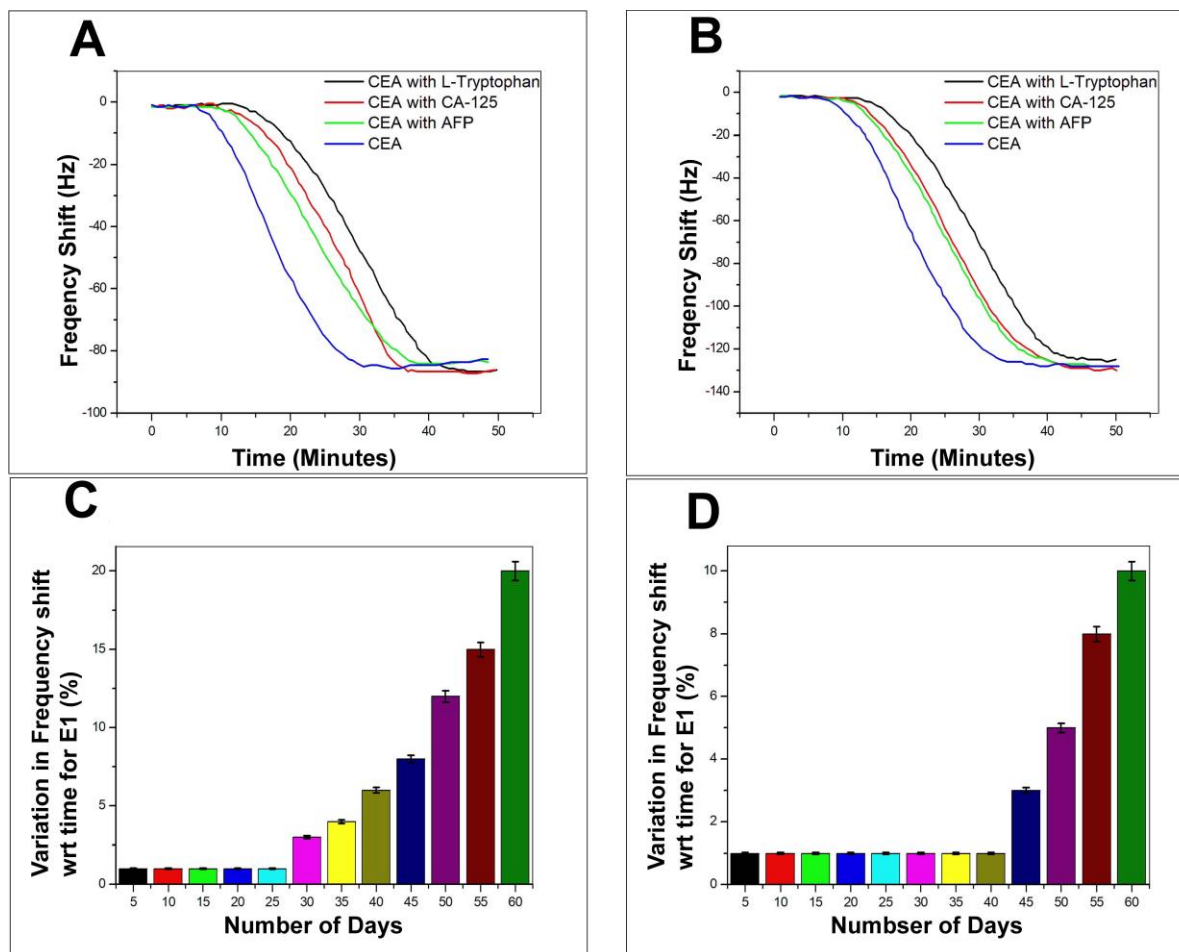 A
CEA with L-Tryptophan
CEA with CA-125
CEA with AFP
CEA
Freqency Shift (Hz)
0
-20
-40
-60
-80
-100
0 10 20 30 40 50
Time (Minutes)
B
CEA with L-Tryptophan
CEA with CA-125
CEA with AFP
CEA
Freqency Shift (Hz)
0
-20
-40
-60
-80
-100
-120
-140
0 10 20 30 40 50
Time (Minutes)
C
Variation in Frequency shift
wrt time for E1 (%)
20
15
10
5
0
5 10 15 20 25 30 35 40 45 50 55 60
Number of Days
D
Variation in Frequency shift
wrt time for E1 (%)
10
8
6
4
2
0
5 10 15 20 25 30 35 40 45 50 55 60
Numbser of Days